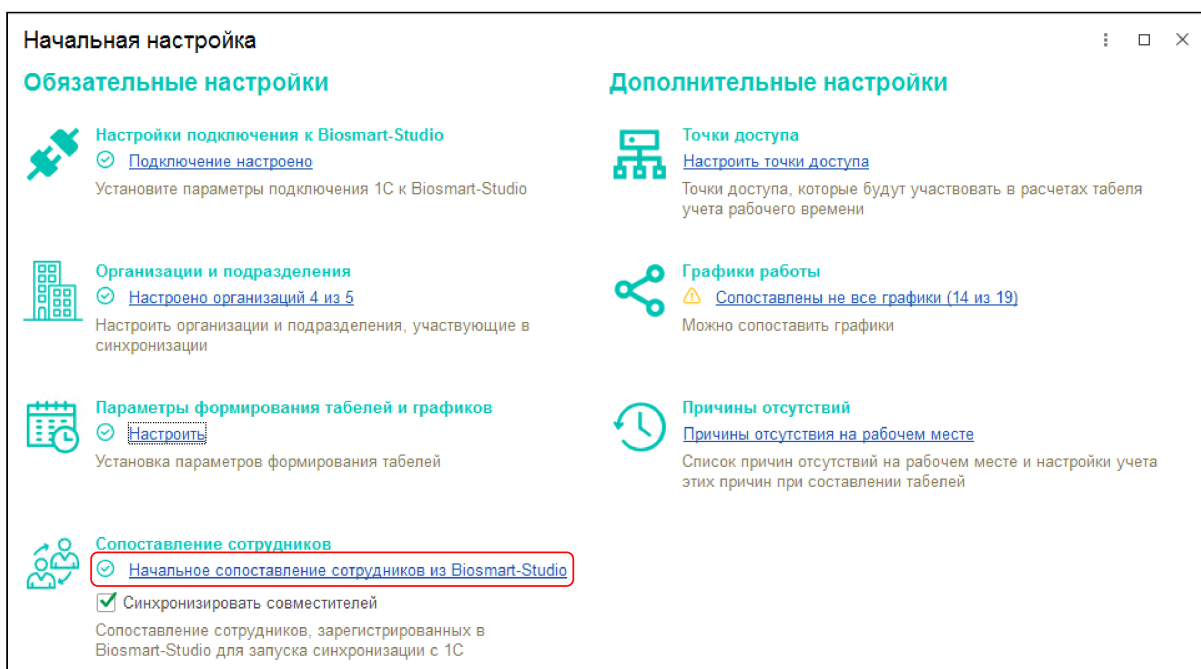 Начальная настройка
Обязательные настройки
Настройки подключения к Biosmart-Studio
Подключение настроено
Установите параметры подключения 1С к Biosmart-Studio
Организации и подразделения
Настроено организаций 4 из 5
Настроить организации и подразделения, участвующие в
синхронизации
Параметры формирования табелей и графиков
Настроить
Установка параметров формирования табелей
Сопоставление сотрудников
Начальное сопоставление сотрудников из Biosmart-Studio
Синхронизировать совместителей
Сопоставление сотрудников, зарегистрированных в
Biosmart-Studio для запуска синхронизации с 1С
Дополнительные настройки
Точки доступа
Настроить точки доступа
Точки доступа, которые будут участвовать в расчетах табеля
учета рабочего времени
Графики работы
Сопоставлены не все графики (14 из 19)
Можно сопоставить графики
Причины отсутствий
Причины отсутствия на рабочем месте
Список причин отсутствий на рабочем месте и настройки учета
этих причин при составлении табелей